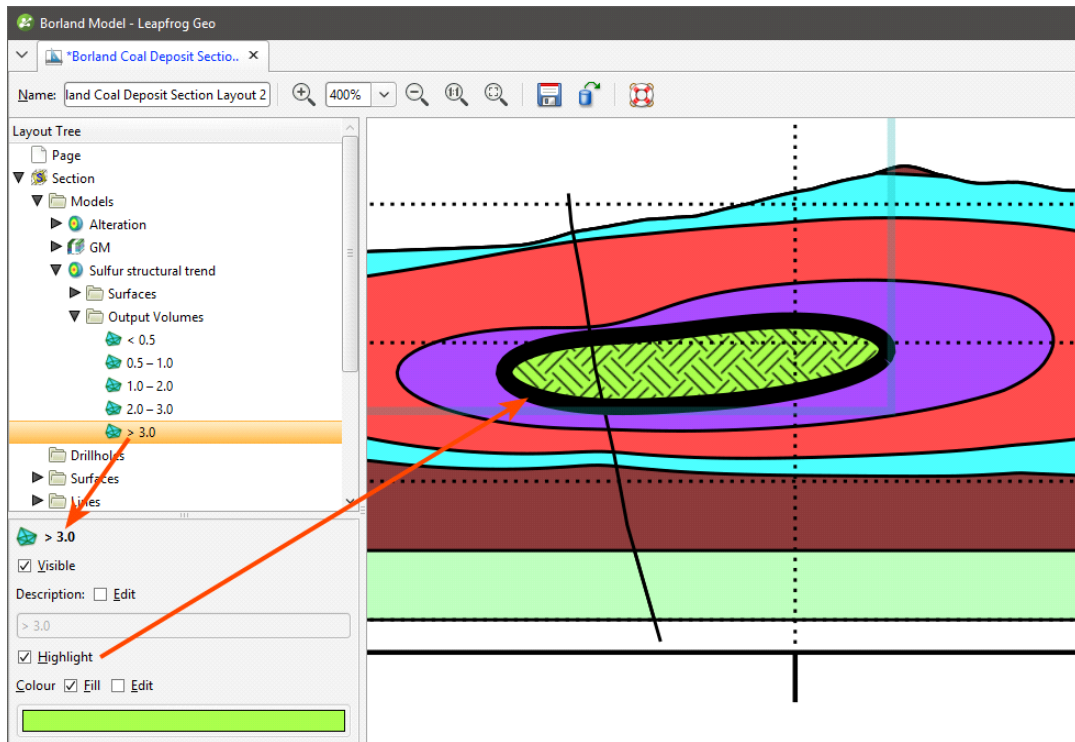 Borland Model - Leapfrog Geo
*Borland Coal Deposit Sectio..
Name: land Coal Deposit Section Layout 2 400% 1:1
Layout Tree
Page
Section
Models
Alteration
GM
Sulfur structural trend
Surfaces
Output Volumes
< 0.5
0.5 – 1.0
1.0 – 2.0
2.0 – 3.0
> 3.0
Drillholes
Surfaces
Lines
> 3.0
Visible
Description: Edit
> 3.0
Highlight
Colour Fill Edit